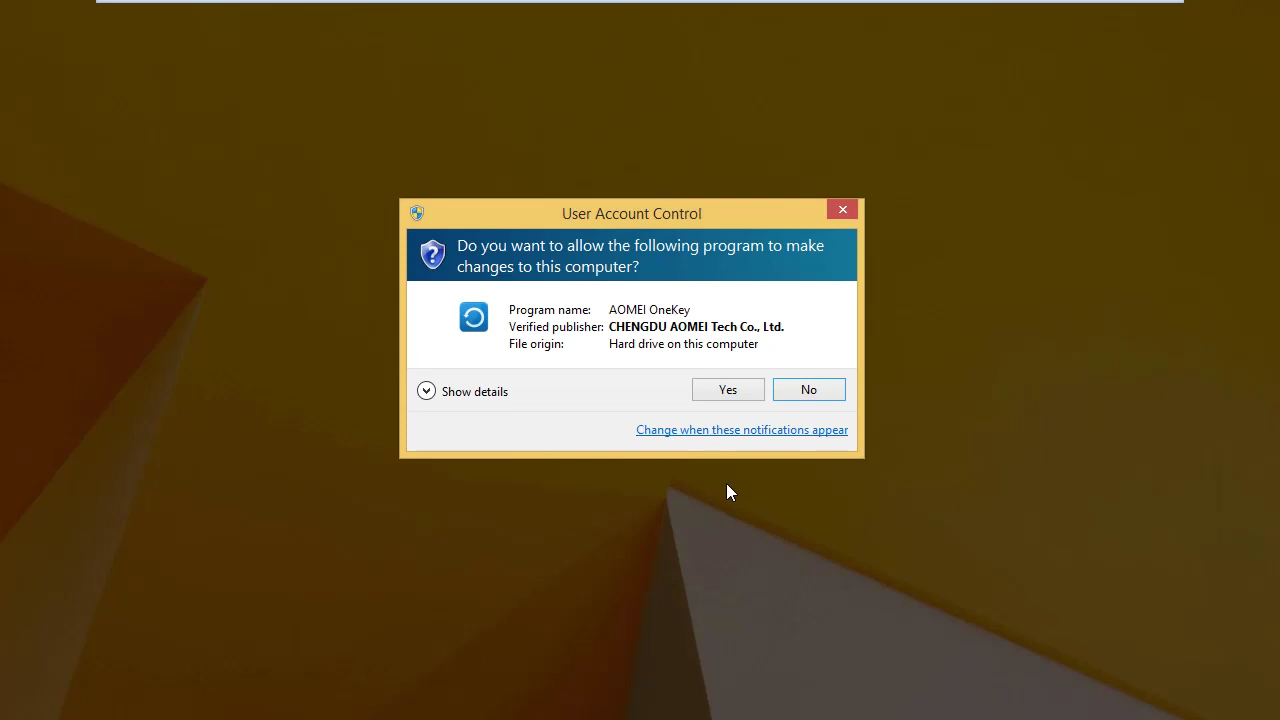 User Account Control
Do you want to allow the following program to make
changes to this computer?
Program name: AOMEI OneKey
Verified publisher: CHENGDU AOMEI Tech Co., Ltd.
File origin: Hard drive on this computer
Show details
Yes
No
Change when these notifications appear